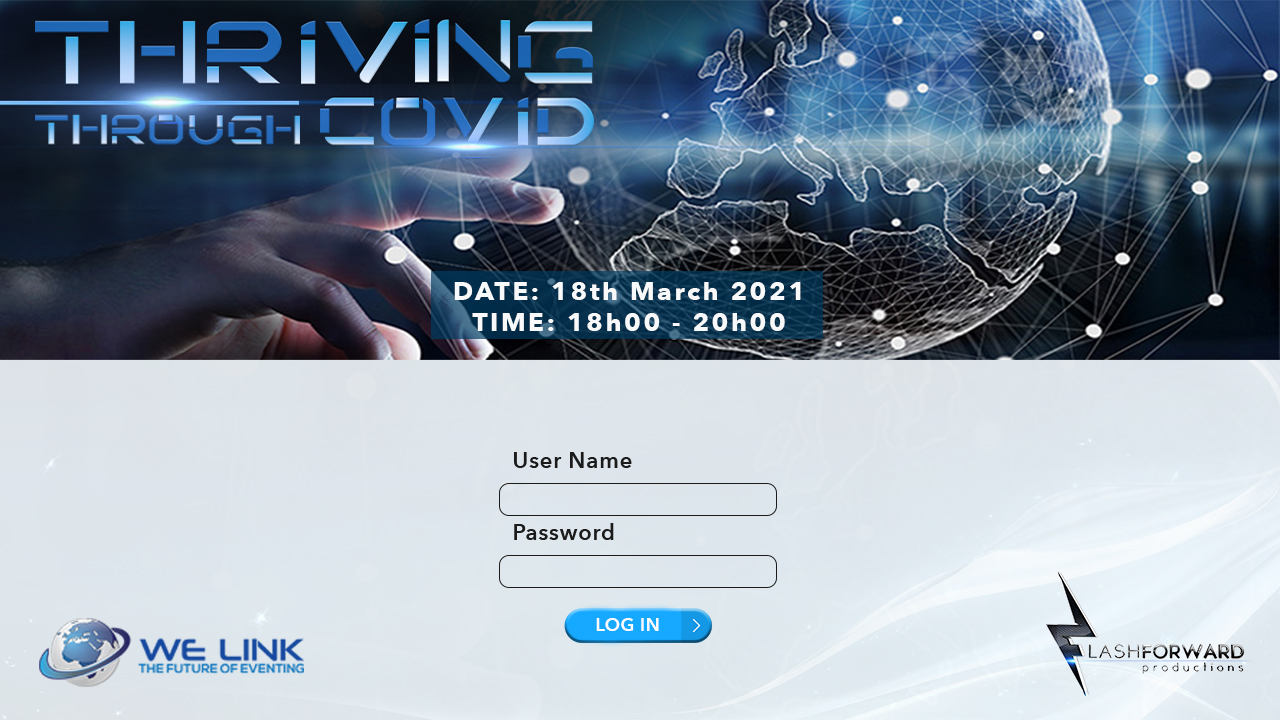 THRIVING
THROUGH COVID
DATE: 18th March 2021
TIME: 18h00 - 20h00
User Name
Password
LOG IN
WE LINK
THE FUTURE OF EVENTING
FLASHFORWARD
productions